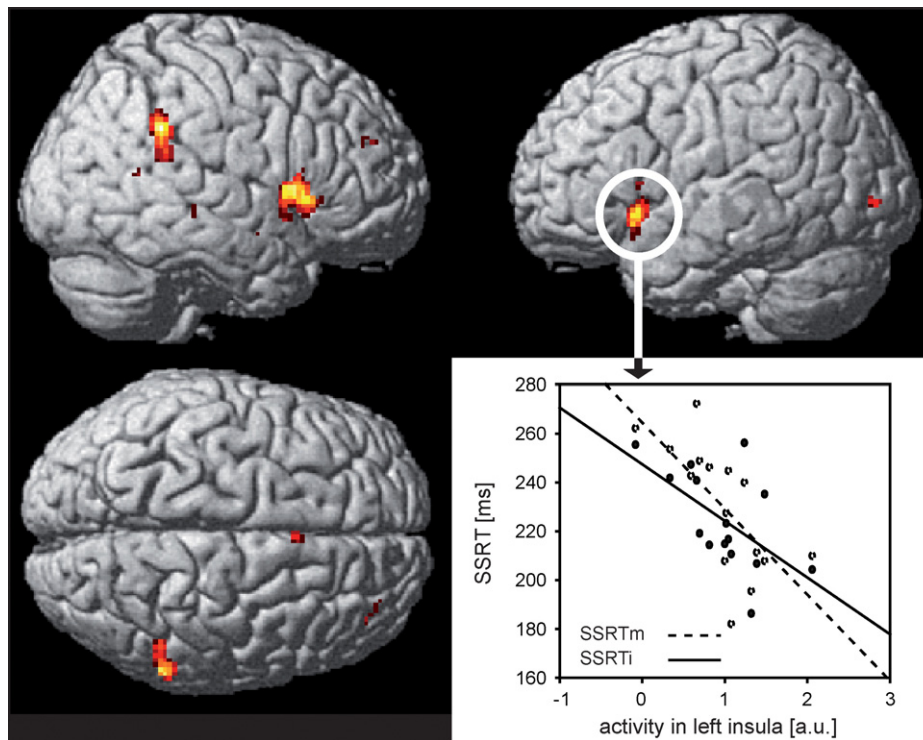 280
260
240
220
200
180
160
SSRT [ms]
SSRTm
SSRTi
-1 0 1 2 3
activity in left insula [a.u.]